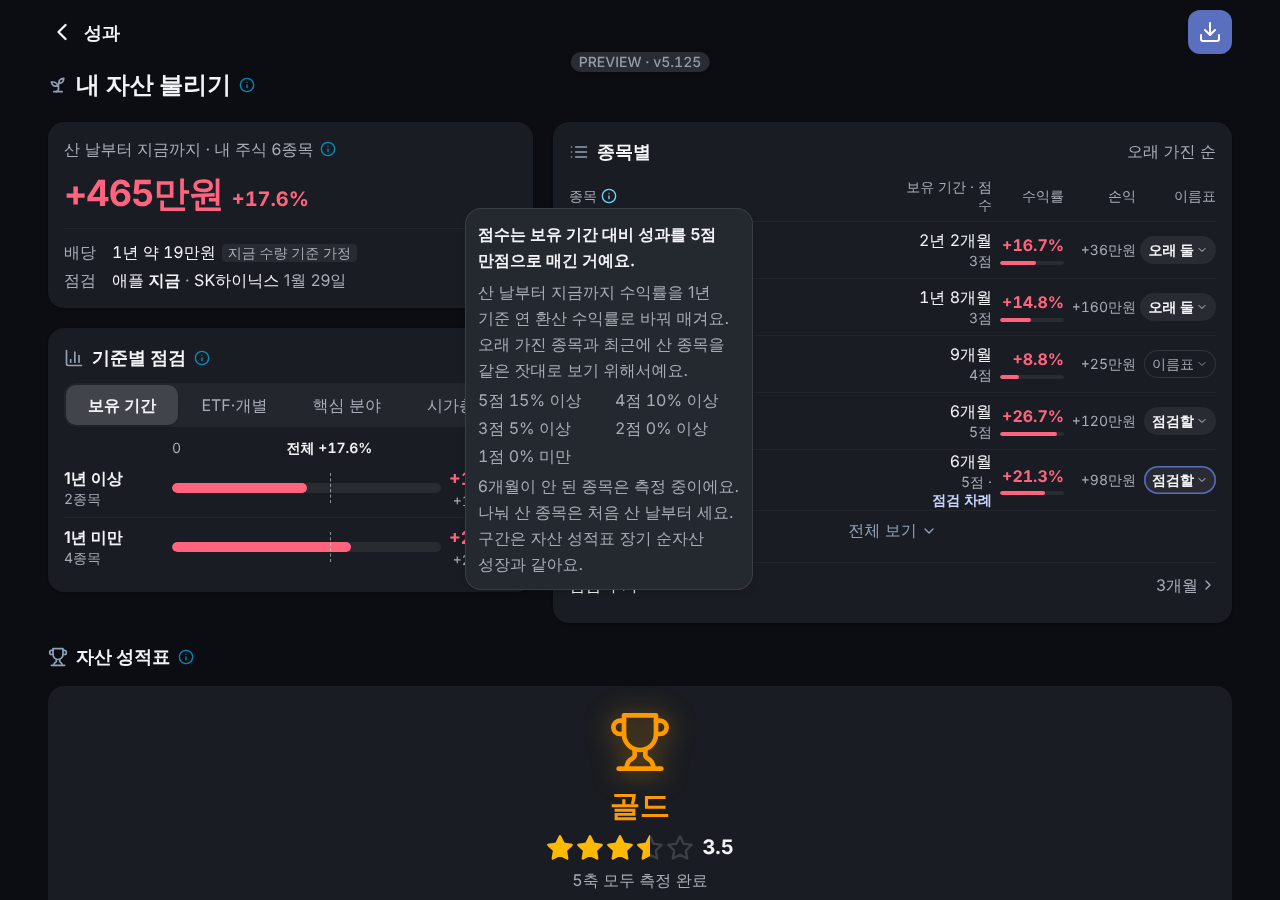 성과
PREVIEW · v5.125
내 자산 불리기
산 날부터 지금까지 · 내 주식 6종목
+465만원 +17.6%
배당 1년 약 19만원 지금 수량 기준 가정
점검 애플 지금 · SK하이닉스 1월 29일
기준별 점검
보유 기간 ETF·개별 핵심 분야
0 전체 +17.6%
1년 이상
2종목
1년 미만
4종목
종목별 오래 가진 순
종목 보유 기간 · 점수 수익률 손익 이름표
2년 2개월 +16.7% +36만원 오래 둘
3점
1년 8개월 +14.8% +160만원 오래 둘
3점
9개월 +8.8% +25만원 이름표
4점
6개월 +26.7% +120만원 점검할
5점
6개월 +21.3% +98만원 점검할
5점 ·
점검 차례
전체 보기
3개월
점수는 보유 기간 대비 성과를 5점
만점으로 매긴 거예요.
산 날부터 지금까지 수익률을 1년
기준 연 환산 수익률로 바꿔 매겨요.
오래 가진 종목과 최근에 산 종목을
같은 잣대로 보기 위해서예요.
5점 15% 이상 4점 10% 이상
3점 5% 이상 2점 0% 이상
1점 0% 미만
6개월이 안 된 종목은 측정 중이에요.
나눠 산 종목은 처음 산 날부터 세요.
구간은 자산 성적표 장기 순자산
성장과 같아요.
자산 성적표
골드
3.5
5축 모두 측정 완료